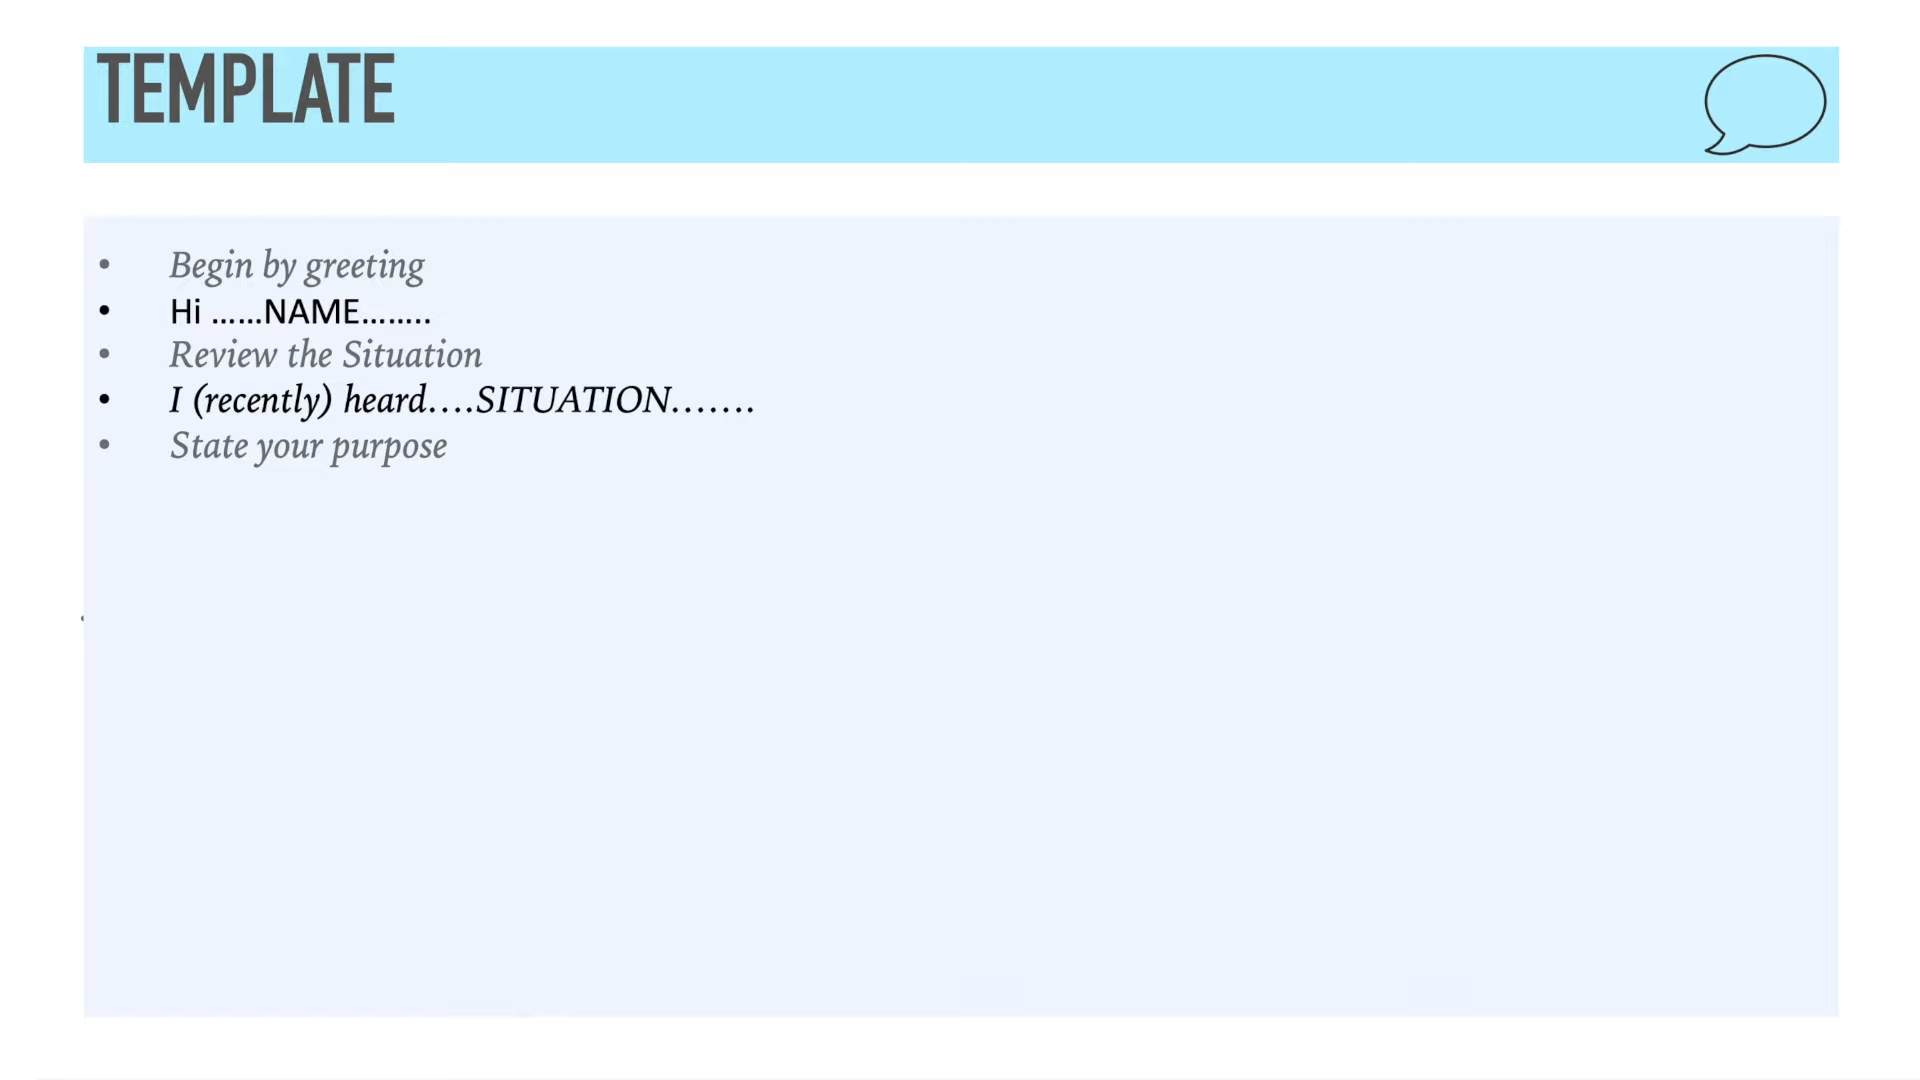 TEMPLATE
• Begin by greeting
• Hi ......NAME........
• Review the Situation
• I (recently) heard....SITUATION.......
• State your purpose